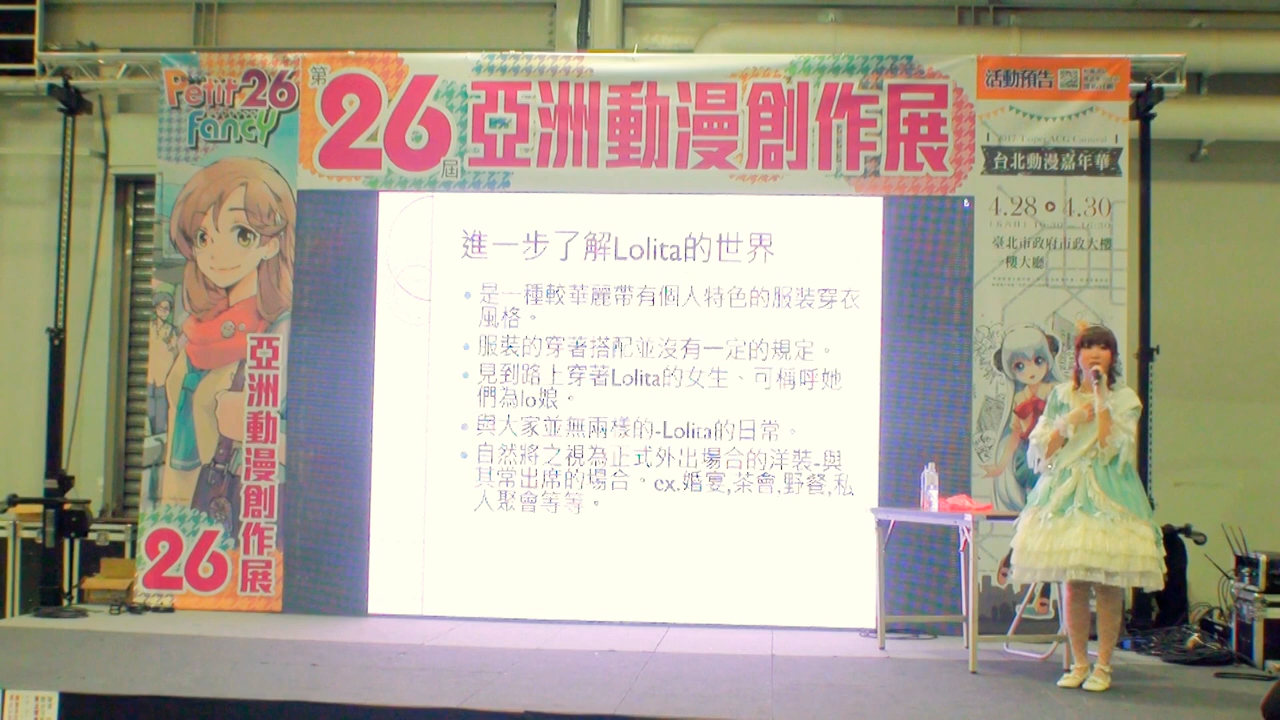 Petit 26
fancy
第26屆亞洲動漫創作展
活動預告
2017 Taipei ACG Carnival
台北動漫嘉年華
4.28 4.30
臺北市政府市政大樓
一樓大廳
進一步了解Lolita的世界
是一種較華麗帶有個人特色的服裝穿衣
風格。
服裝的穿著搭配並沒有一定的規定。
見到路上穿著Lolita的女生、可稱呼她
們為lo娘。
與大家並無兩樣的-Lolita的日常。
自然將之視為正式外出場合的洋裝-與
其常出席的場合。ex.婚宴,茶會,野餐,私
人聚會等等。
亞洲動漫創作展
26